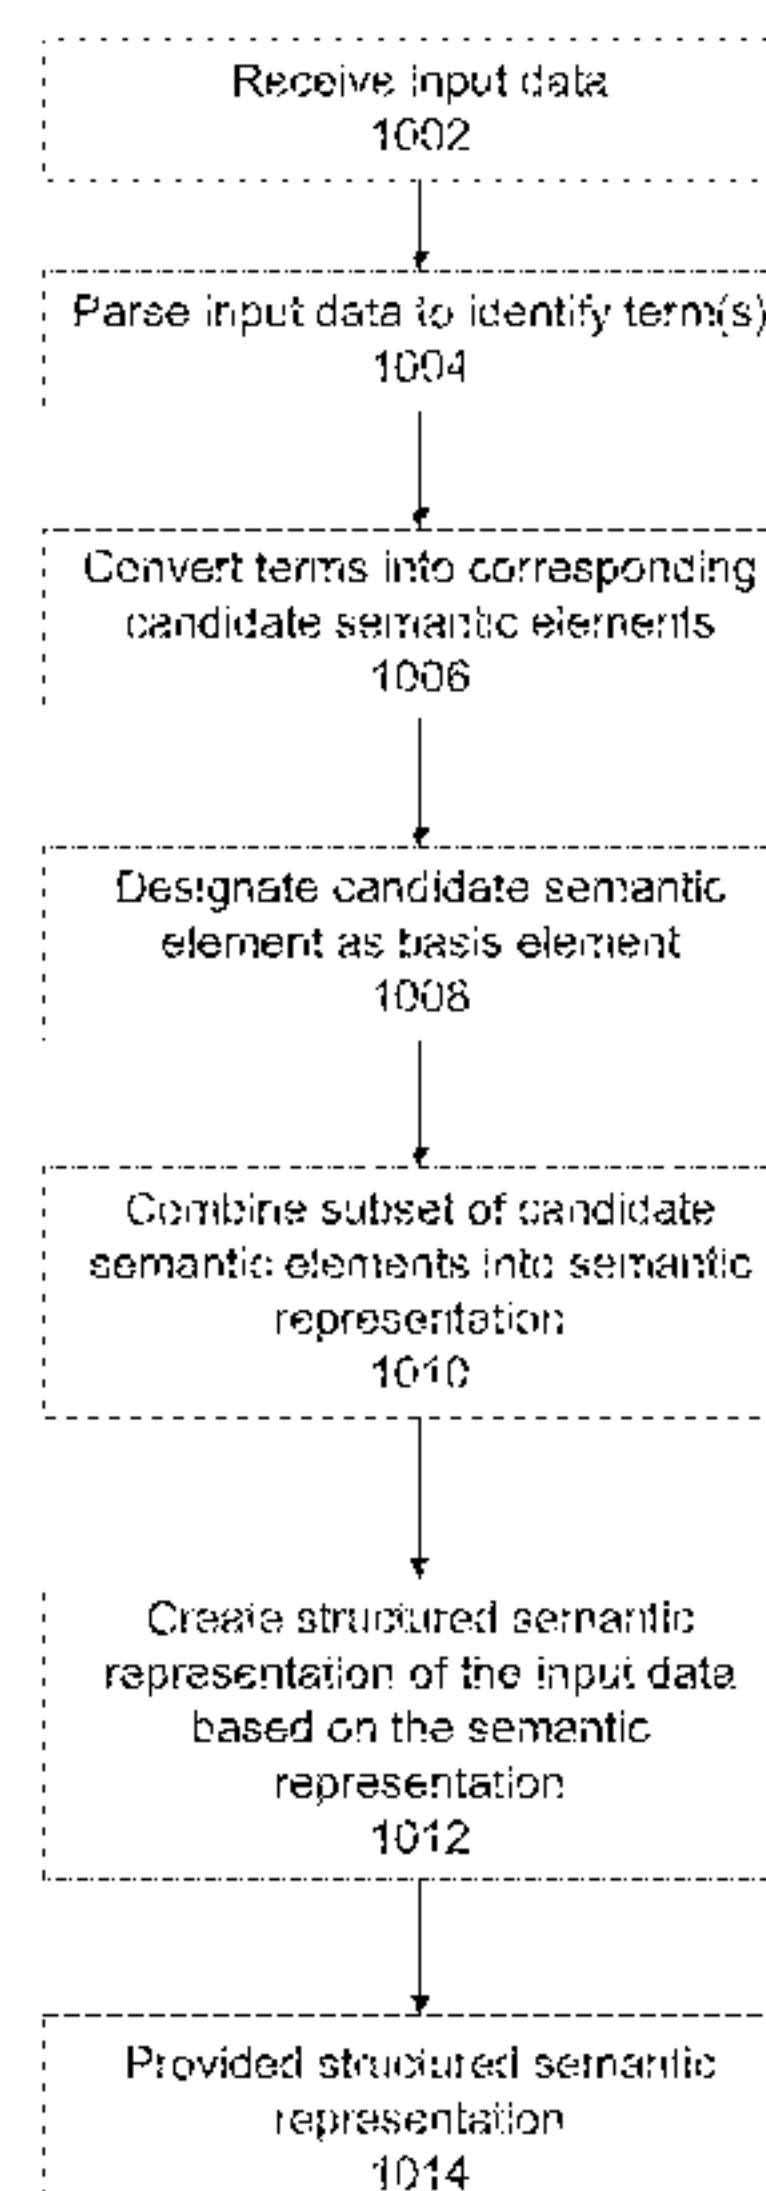 Receive input data
1002
Parse input data to identify term(s)
1004
Convert terms into corresponding
candidate semantic elements
1006
Designate candidate semantic
element as basis element
1008
Combine subset of candidate
semantic elements into semantic
representation
1010
Create structured semantic
representation of the input data
based on the semantic
representation
1012
Provided structured semantic
representation
1014